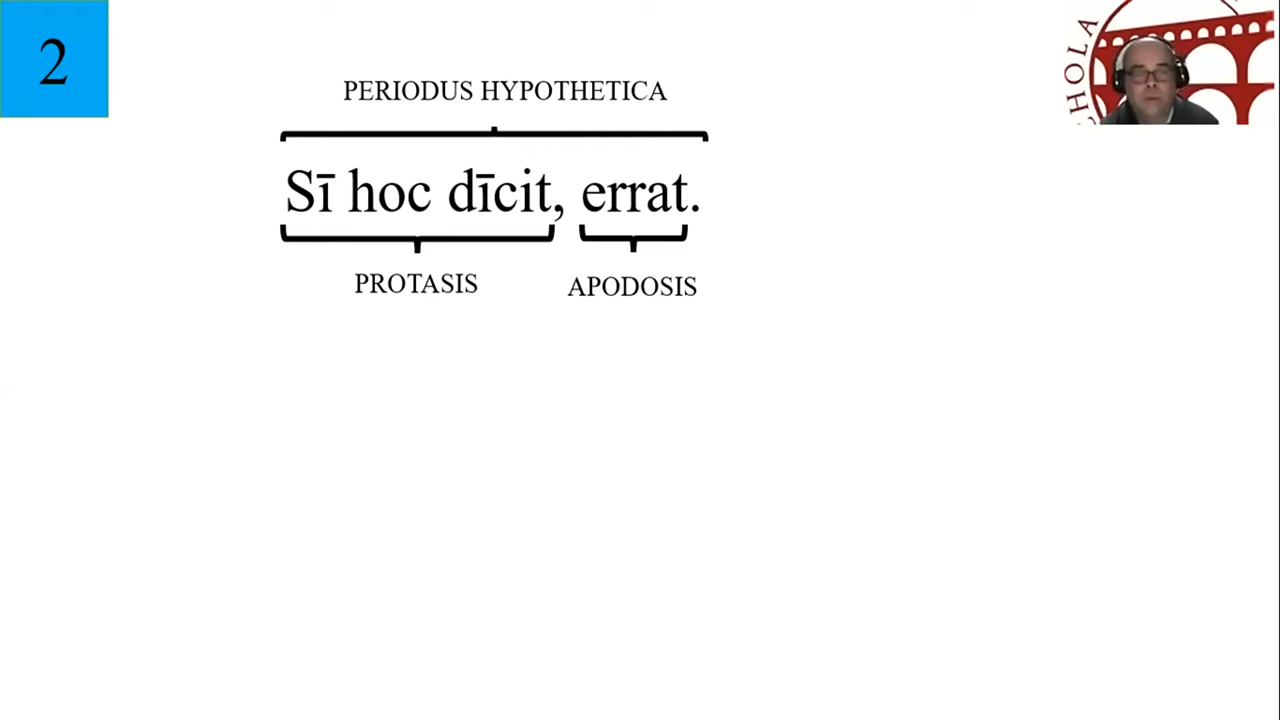 2
PERIODUS HYPOTHETICA
Sī hoc dīcit, errat.
PROTASIS APODOSIS